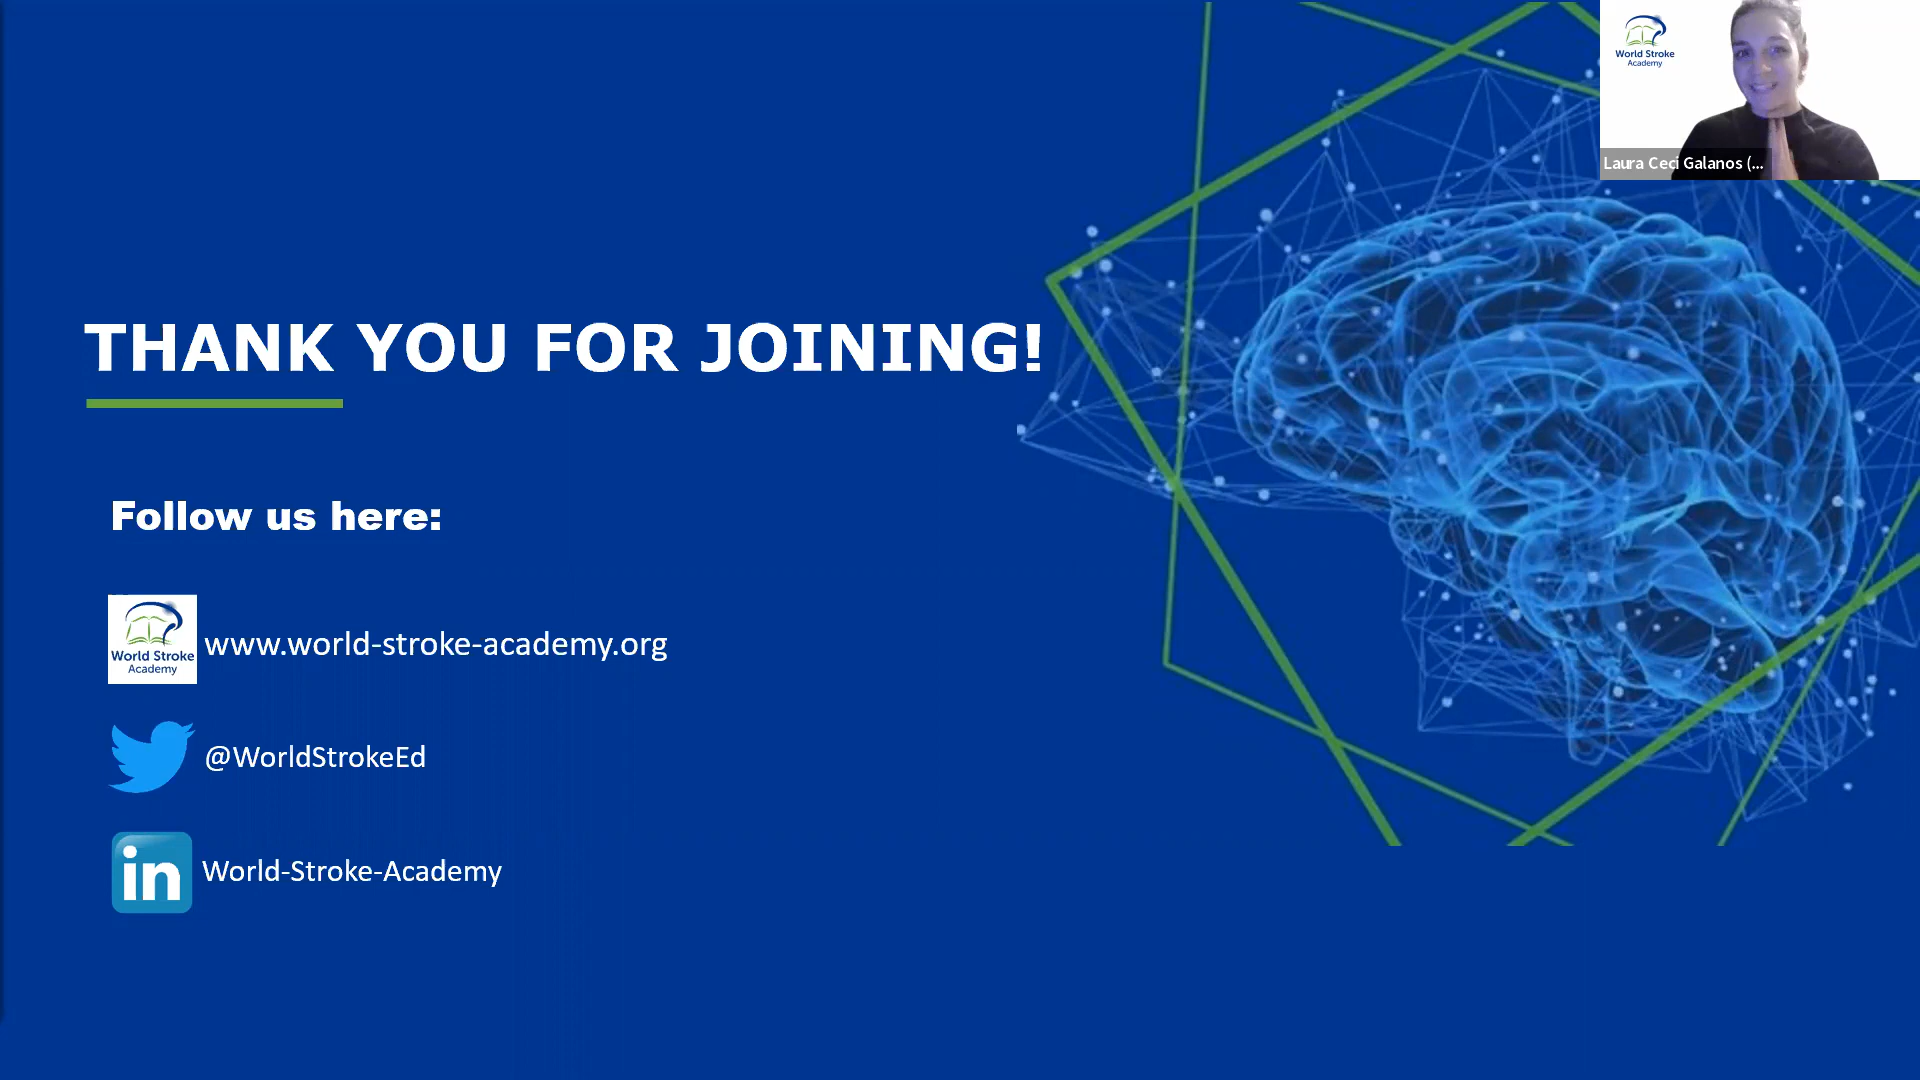 World Stroke
Academy
Laura Ceci Galanos (...
THANK YOU FOR JOINING!
Follow us here:
World Stroke
Academy
www.world-stroke-academy.org
@WorldStrokeEd
in
World-Stroke-Academy